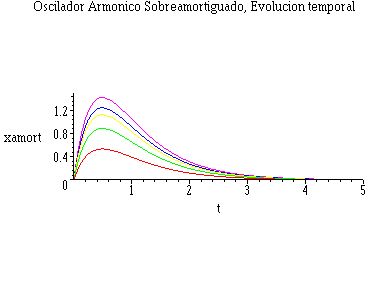 Oscilador Armonico Sobreamortiguado, Evolucion temporal
1.2
xamort 0.8
0.4
0 1 2 3 4 5
t